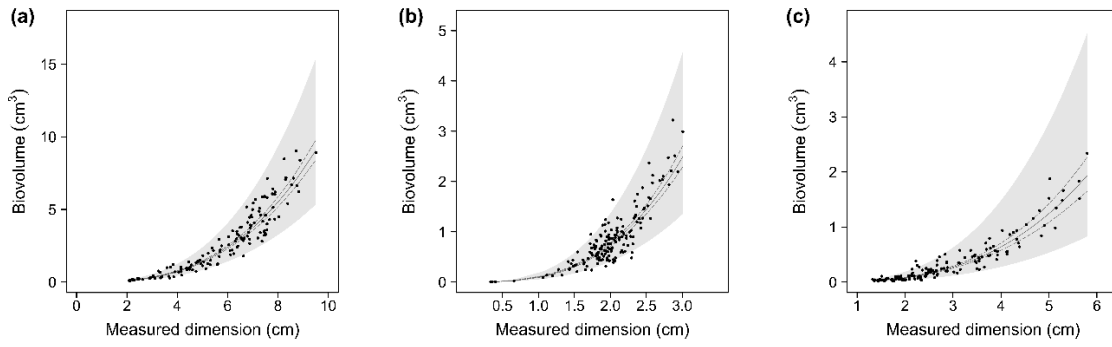 (a)
15
10
5
0
Biovolume (cm³)
0 2 4 6 8 10
Measured dimension (cm)
(b)
5
4
3
2
1
0
Biovolume (cm³)
0.5 1.0 1.5 2.0 2.5 3.0
Measured dimension (cm)
(c)
4
3
2
1
0
Biovolume (cm³)
1 2 3 4 5 6
Measured dimension (cm)